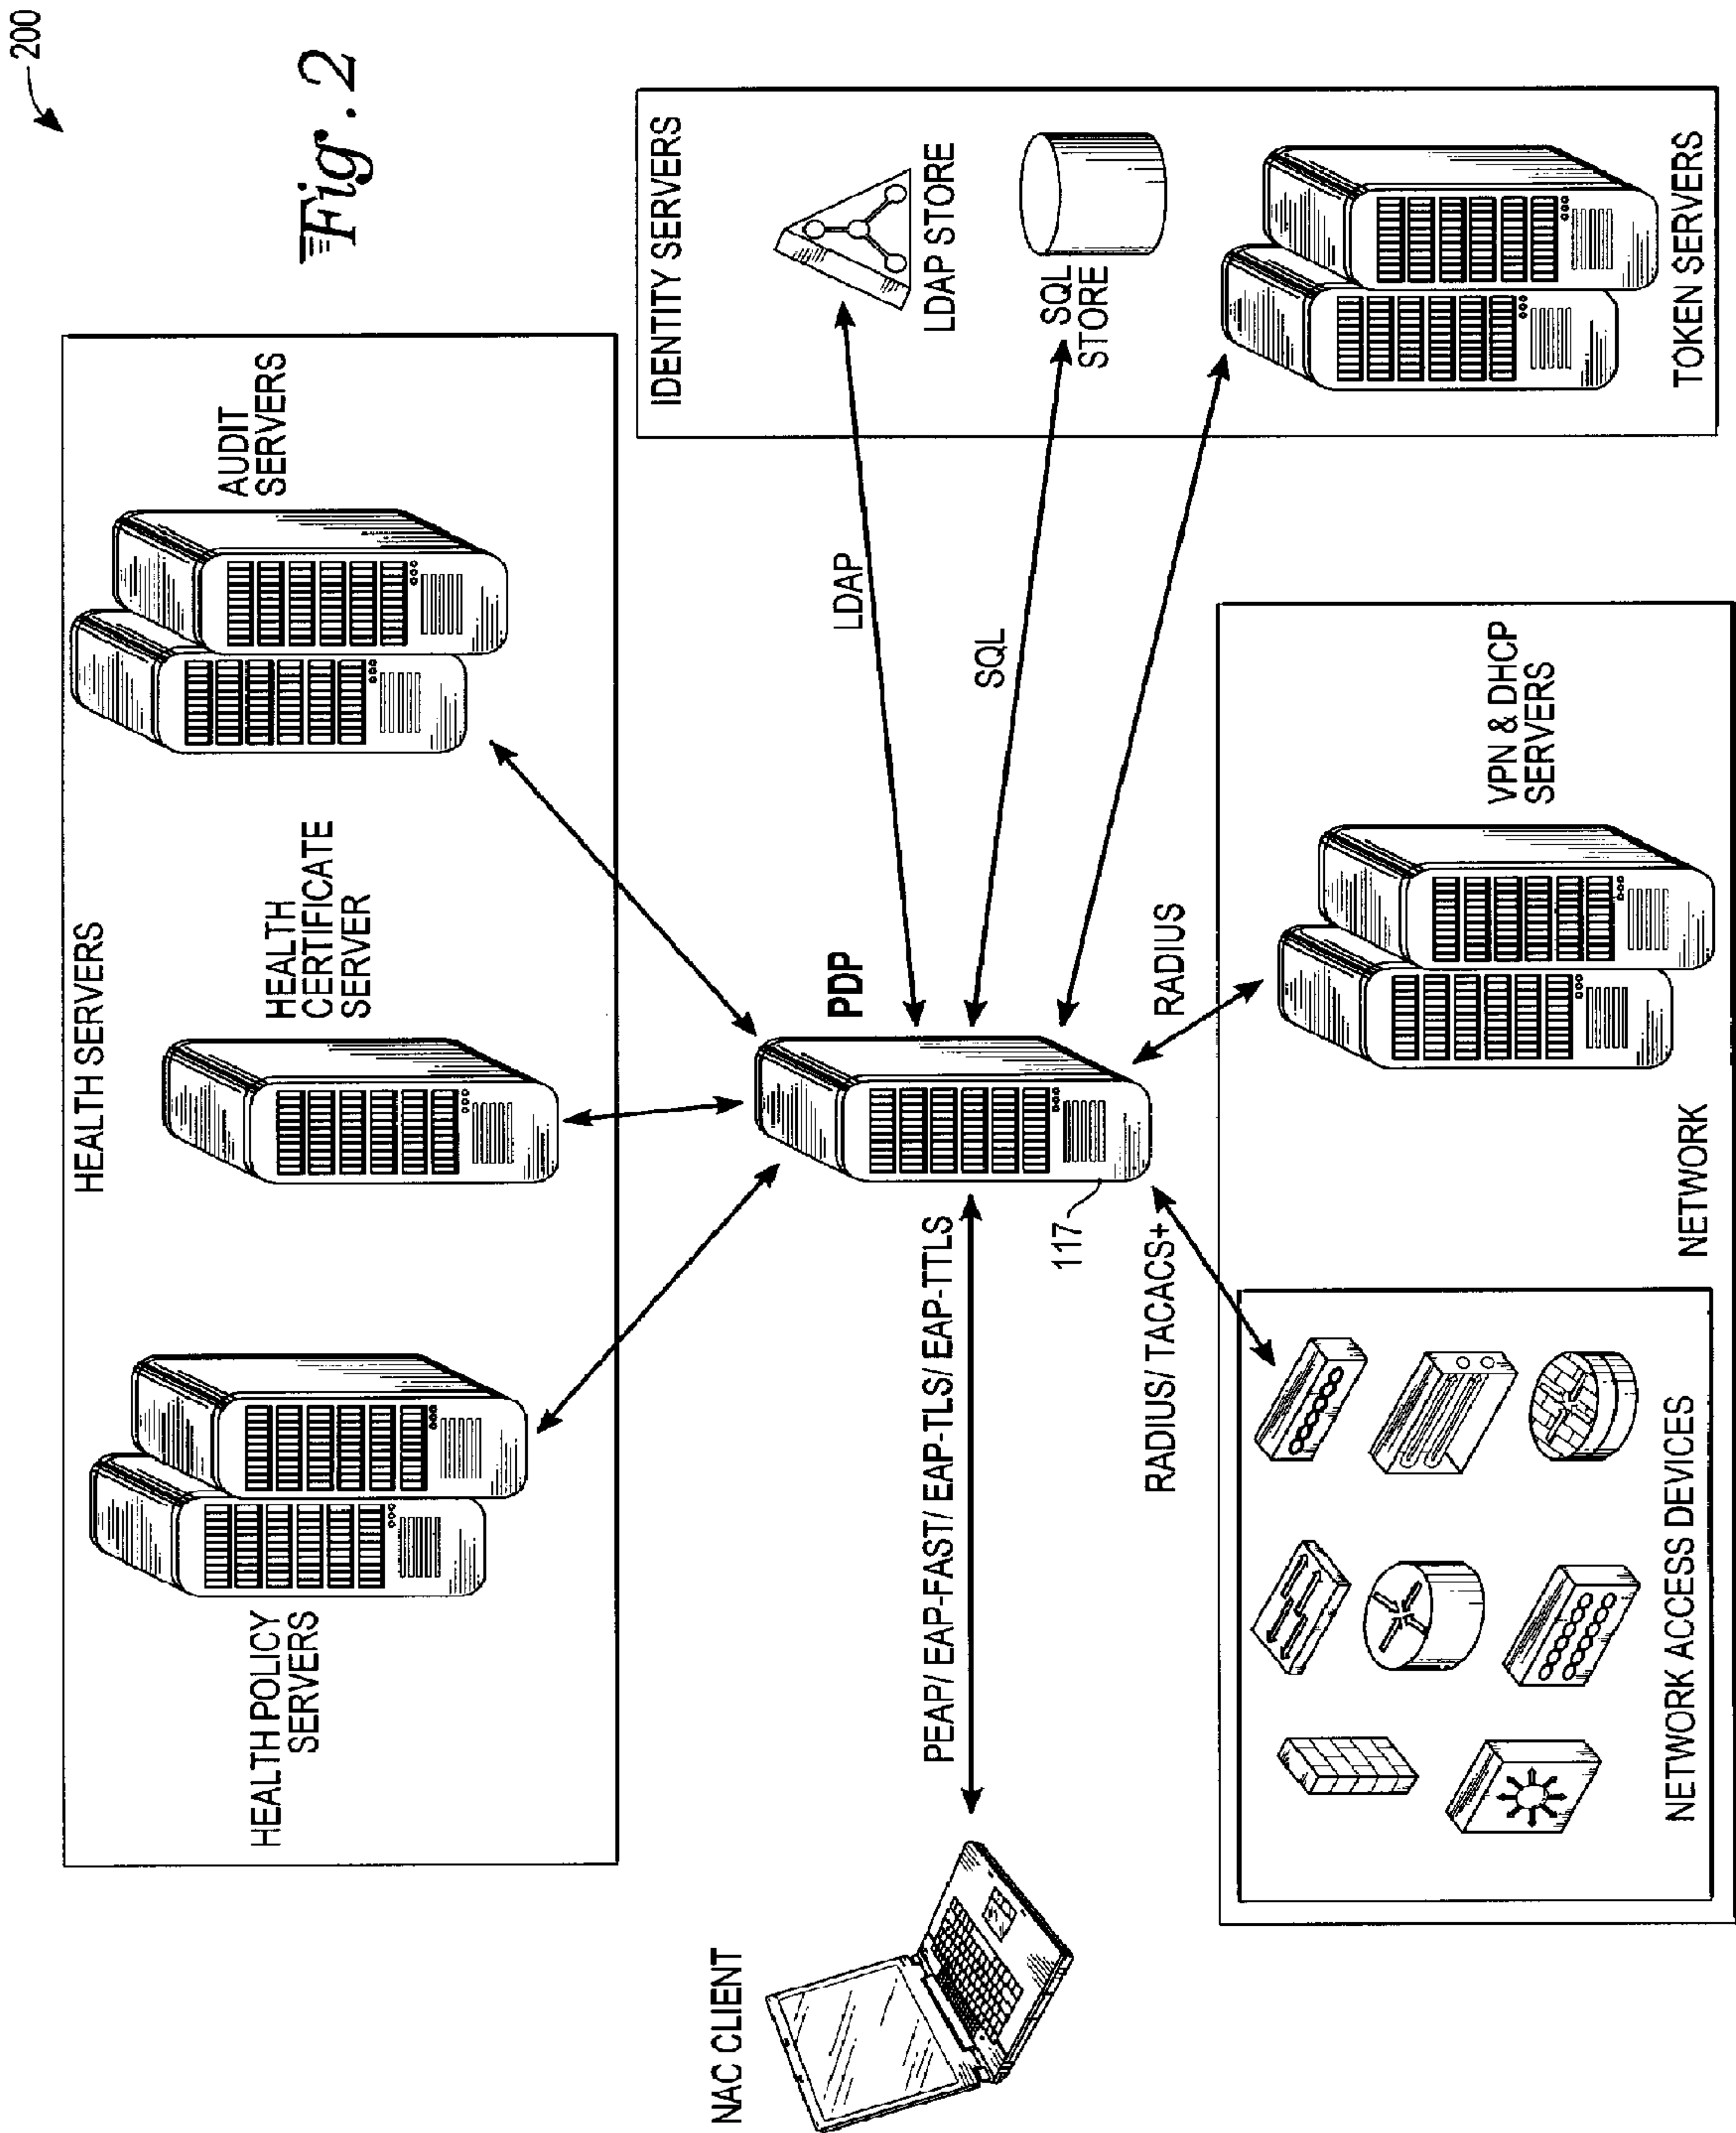 200
Fig. 2
HEALTH SERVERS
HEALTH POLICY
SERVERS
HEALTH
CERTIFICATE
SERVER
AUDIT
SERVERS
NAC CLIENT
PEAP/ EAP-FAST/ EAP-TLS/ EAP-TTLS
PDP
117
LDAP
SQL
IDENTITY SERVERS
LDAP STORE
SQL
STORE
TOKEN SERVERS
RADIUS/ TACACS+
RADIUS
NETWORK ACCESS DEVICES
NETWORK
VPN & DHCP
SERVERS